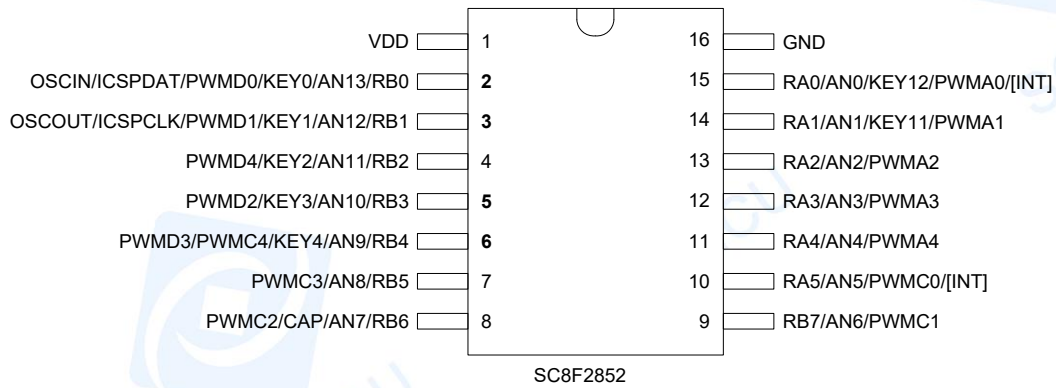 VDD 1 16 GND
OSCIN/ICSPDAT/PWMD0/KEY0/AN13/RB0 2 15 RA0/AN0/KEY12/PWMA0/[INT]
OSCOUT/ICSPCLK/PWMD1/KEY1/AN12/RB1 3 14 RA1/AN1/KEY11/PWMA1
PWMD4/KEY2/AN11/RB2 4 13 RA2/AN2/PWMA2
PWMD2/KEY3/AN10/RB3 5 12 RA3/AN3/PWMA3
PWMD3/PWMC4/KEY4/AN9/RB4 6 11 RA4/AN4/PWMA4
PWMC3/AN8/RB5 7 10 RA5/AN5/PWMC0/[INT]
PWMC2/CAP/AN7/RB6 8 9 RB7/AN6/PWMC1
SC8F2852